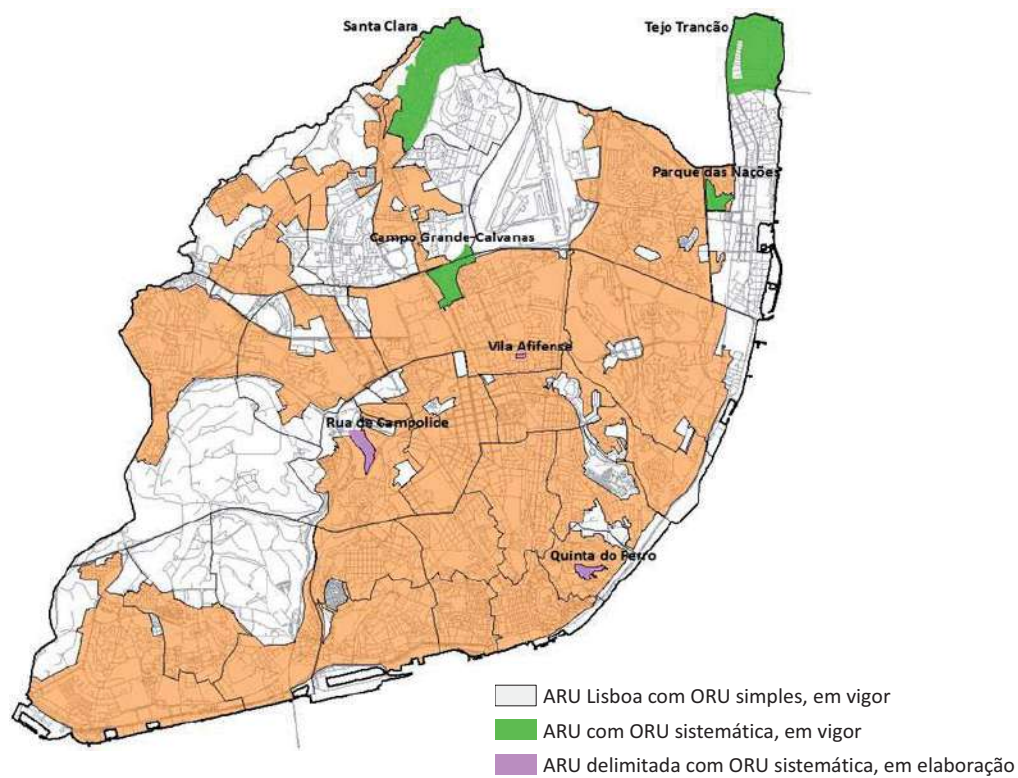 Santa Clara
Tejo Trancão
Parque das Nações
Campo Grande-Calvanas
Vila Afifense
Rua de Campolide
Quinta do Ferro
ARU Lisboa com ORU simples, em vigor
ARU com ORU sistemática, em vigor
ARU delimitada com ORU sistemática, em elaboração